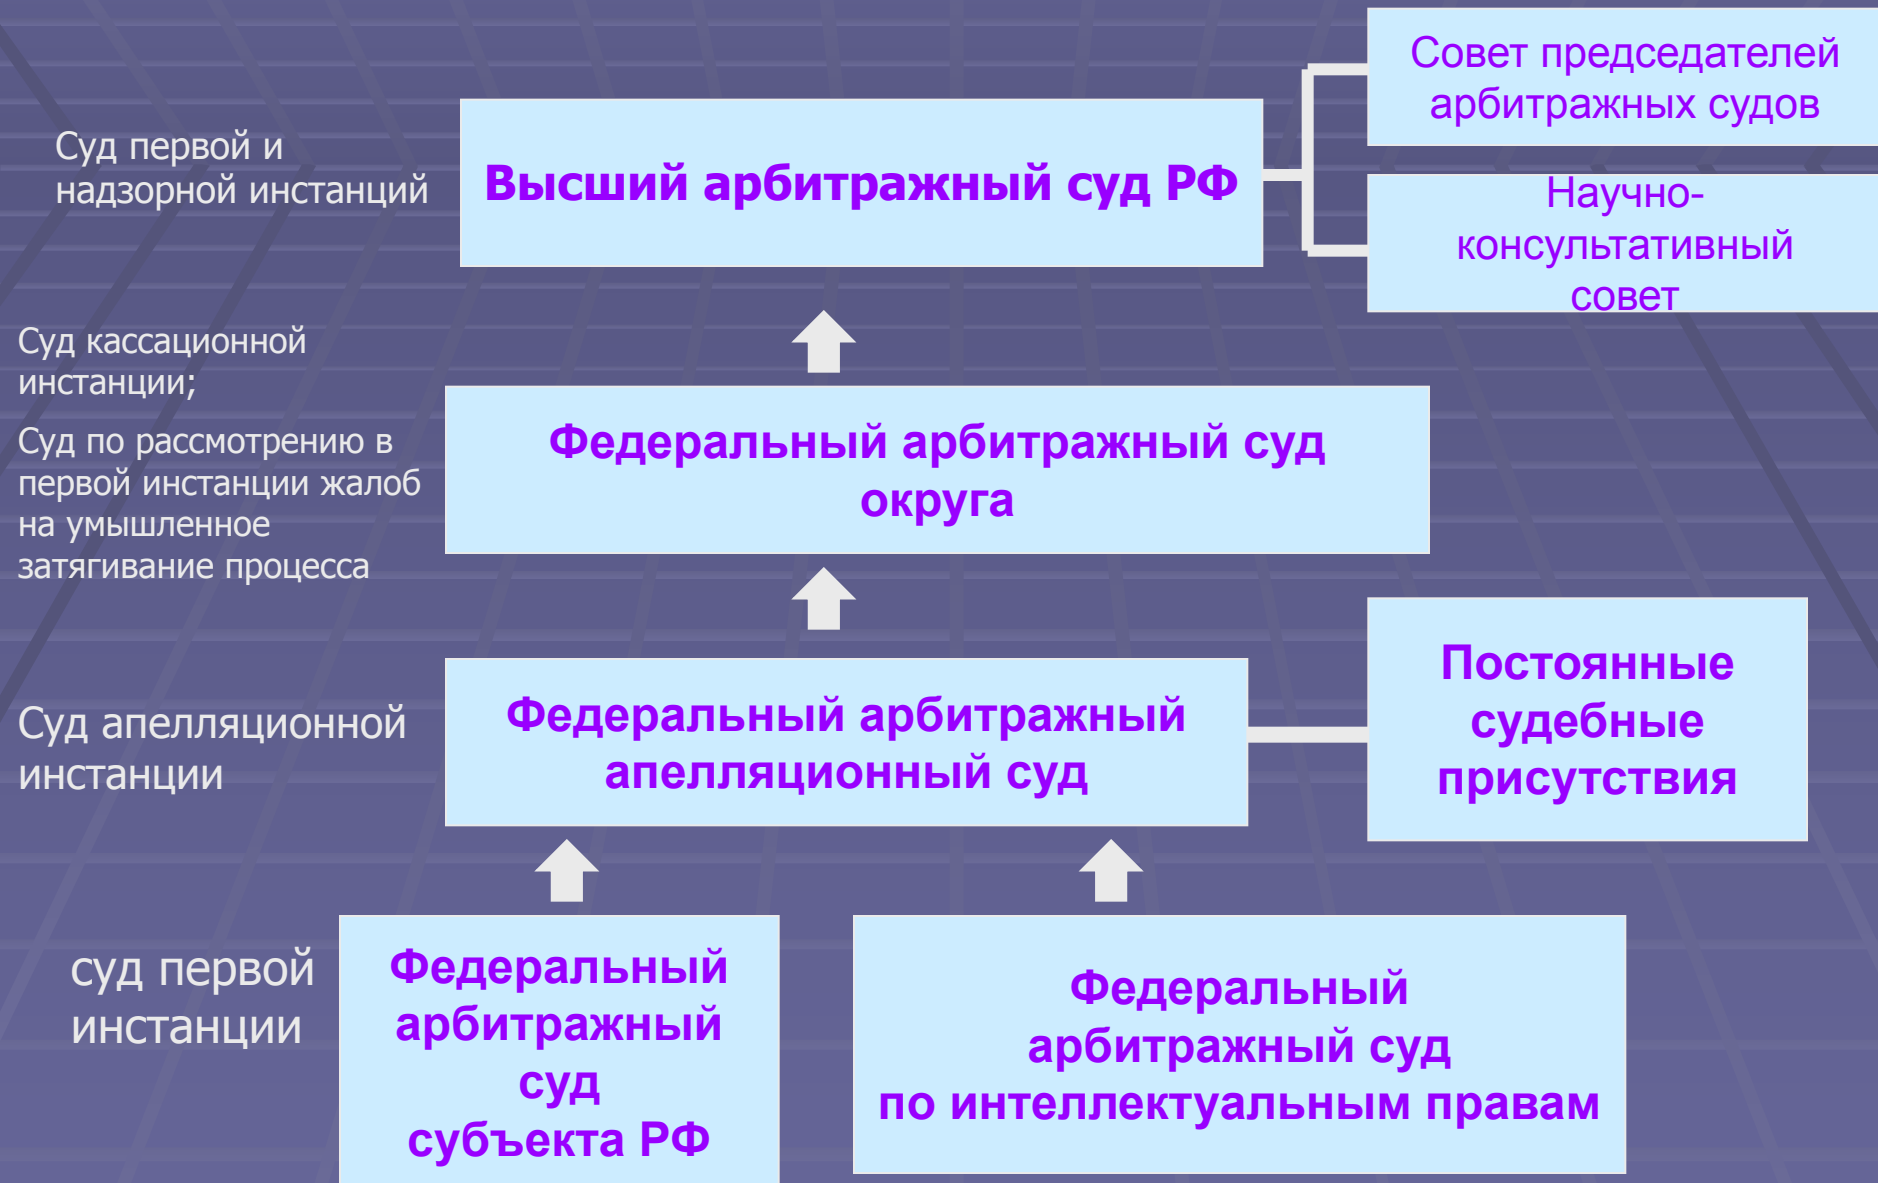 Совет председателей
арбитражных судов
Суд первой и
надзорной инстанций
Высший арбитражный суд РФ
Научно-
консультативный
совет
Суд кассационной
инстанции;
Суд по рассмотрению в
первой инстанции жалоб
на умышленное
затягивание процесса
Федеральный арбитражный суд
округа
Суд апелляционной
инстанции
Федеральный арбитражный
апелляционный суд
Постоянные
судебные
присутствия
суд первой
инстанции
Федеральный
арбитражный
суд
субъекта РФ
Федеральный
арбитражный суд
по интеллектуальным правам